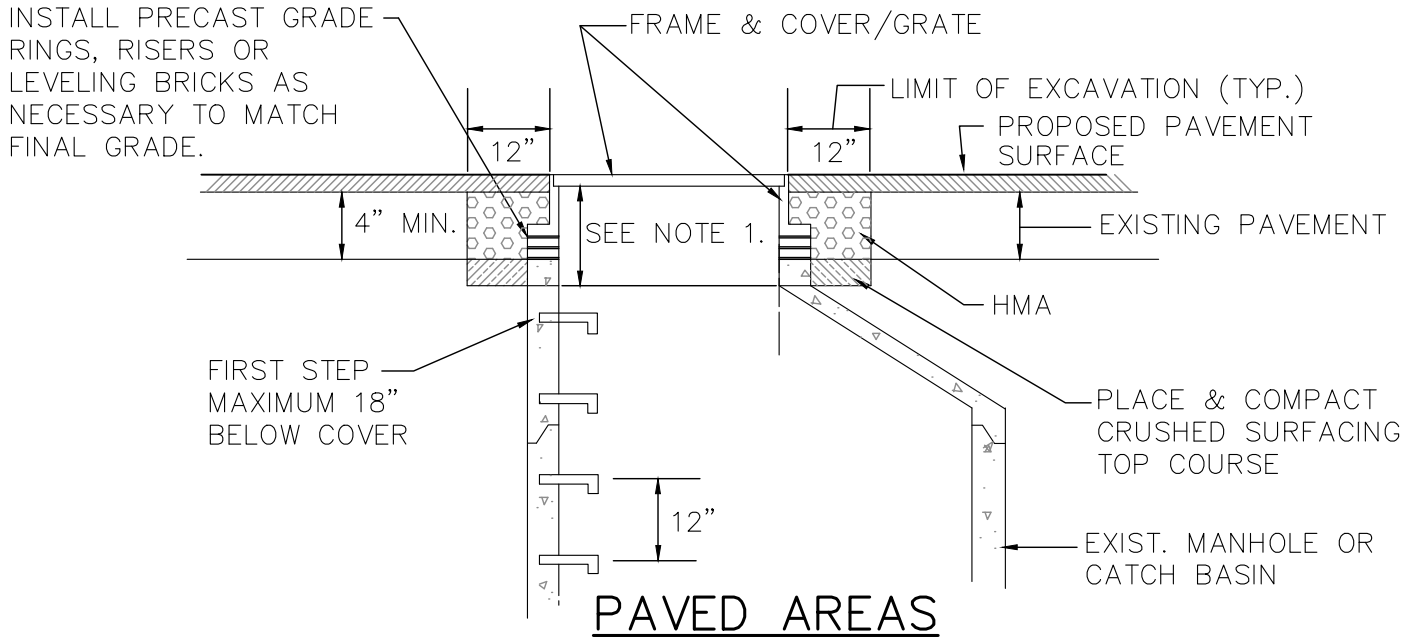 INSTALL PRECAST GRADE
RINGS, RISERS OR
LEVELING BRICKS AS
NECESSARY TO MATCH
FINAL GRADE.
FRAME & COVER/GRATE
LIMIT OF EXCAVATION (TYP.)
PROPOSED PAVEMENT
SURFACE
12”
12”
4” MIN.
SEE NOTE 1.
EXISTING PAVEMENT
HMA
FIRST STEP
MAXIMUM 18”
BELOW COVER
PLACE & COMPACT
CRUSHED SURFACING
TOP COURSE
12”
EXIST. MANHOLE OR
CATCH BASIN
PAVED AREAS